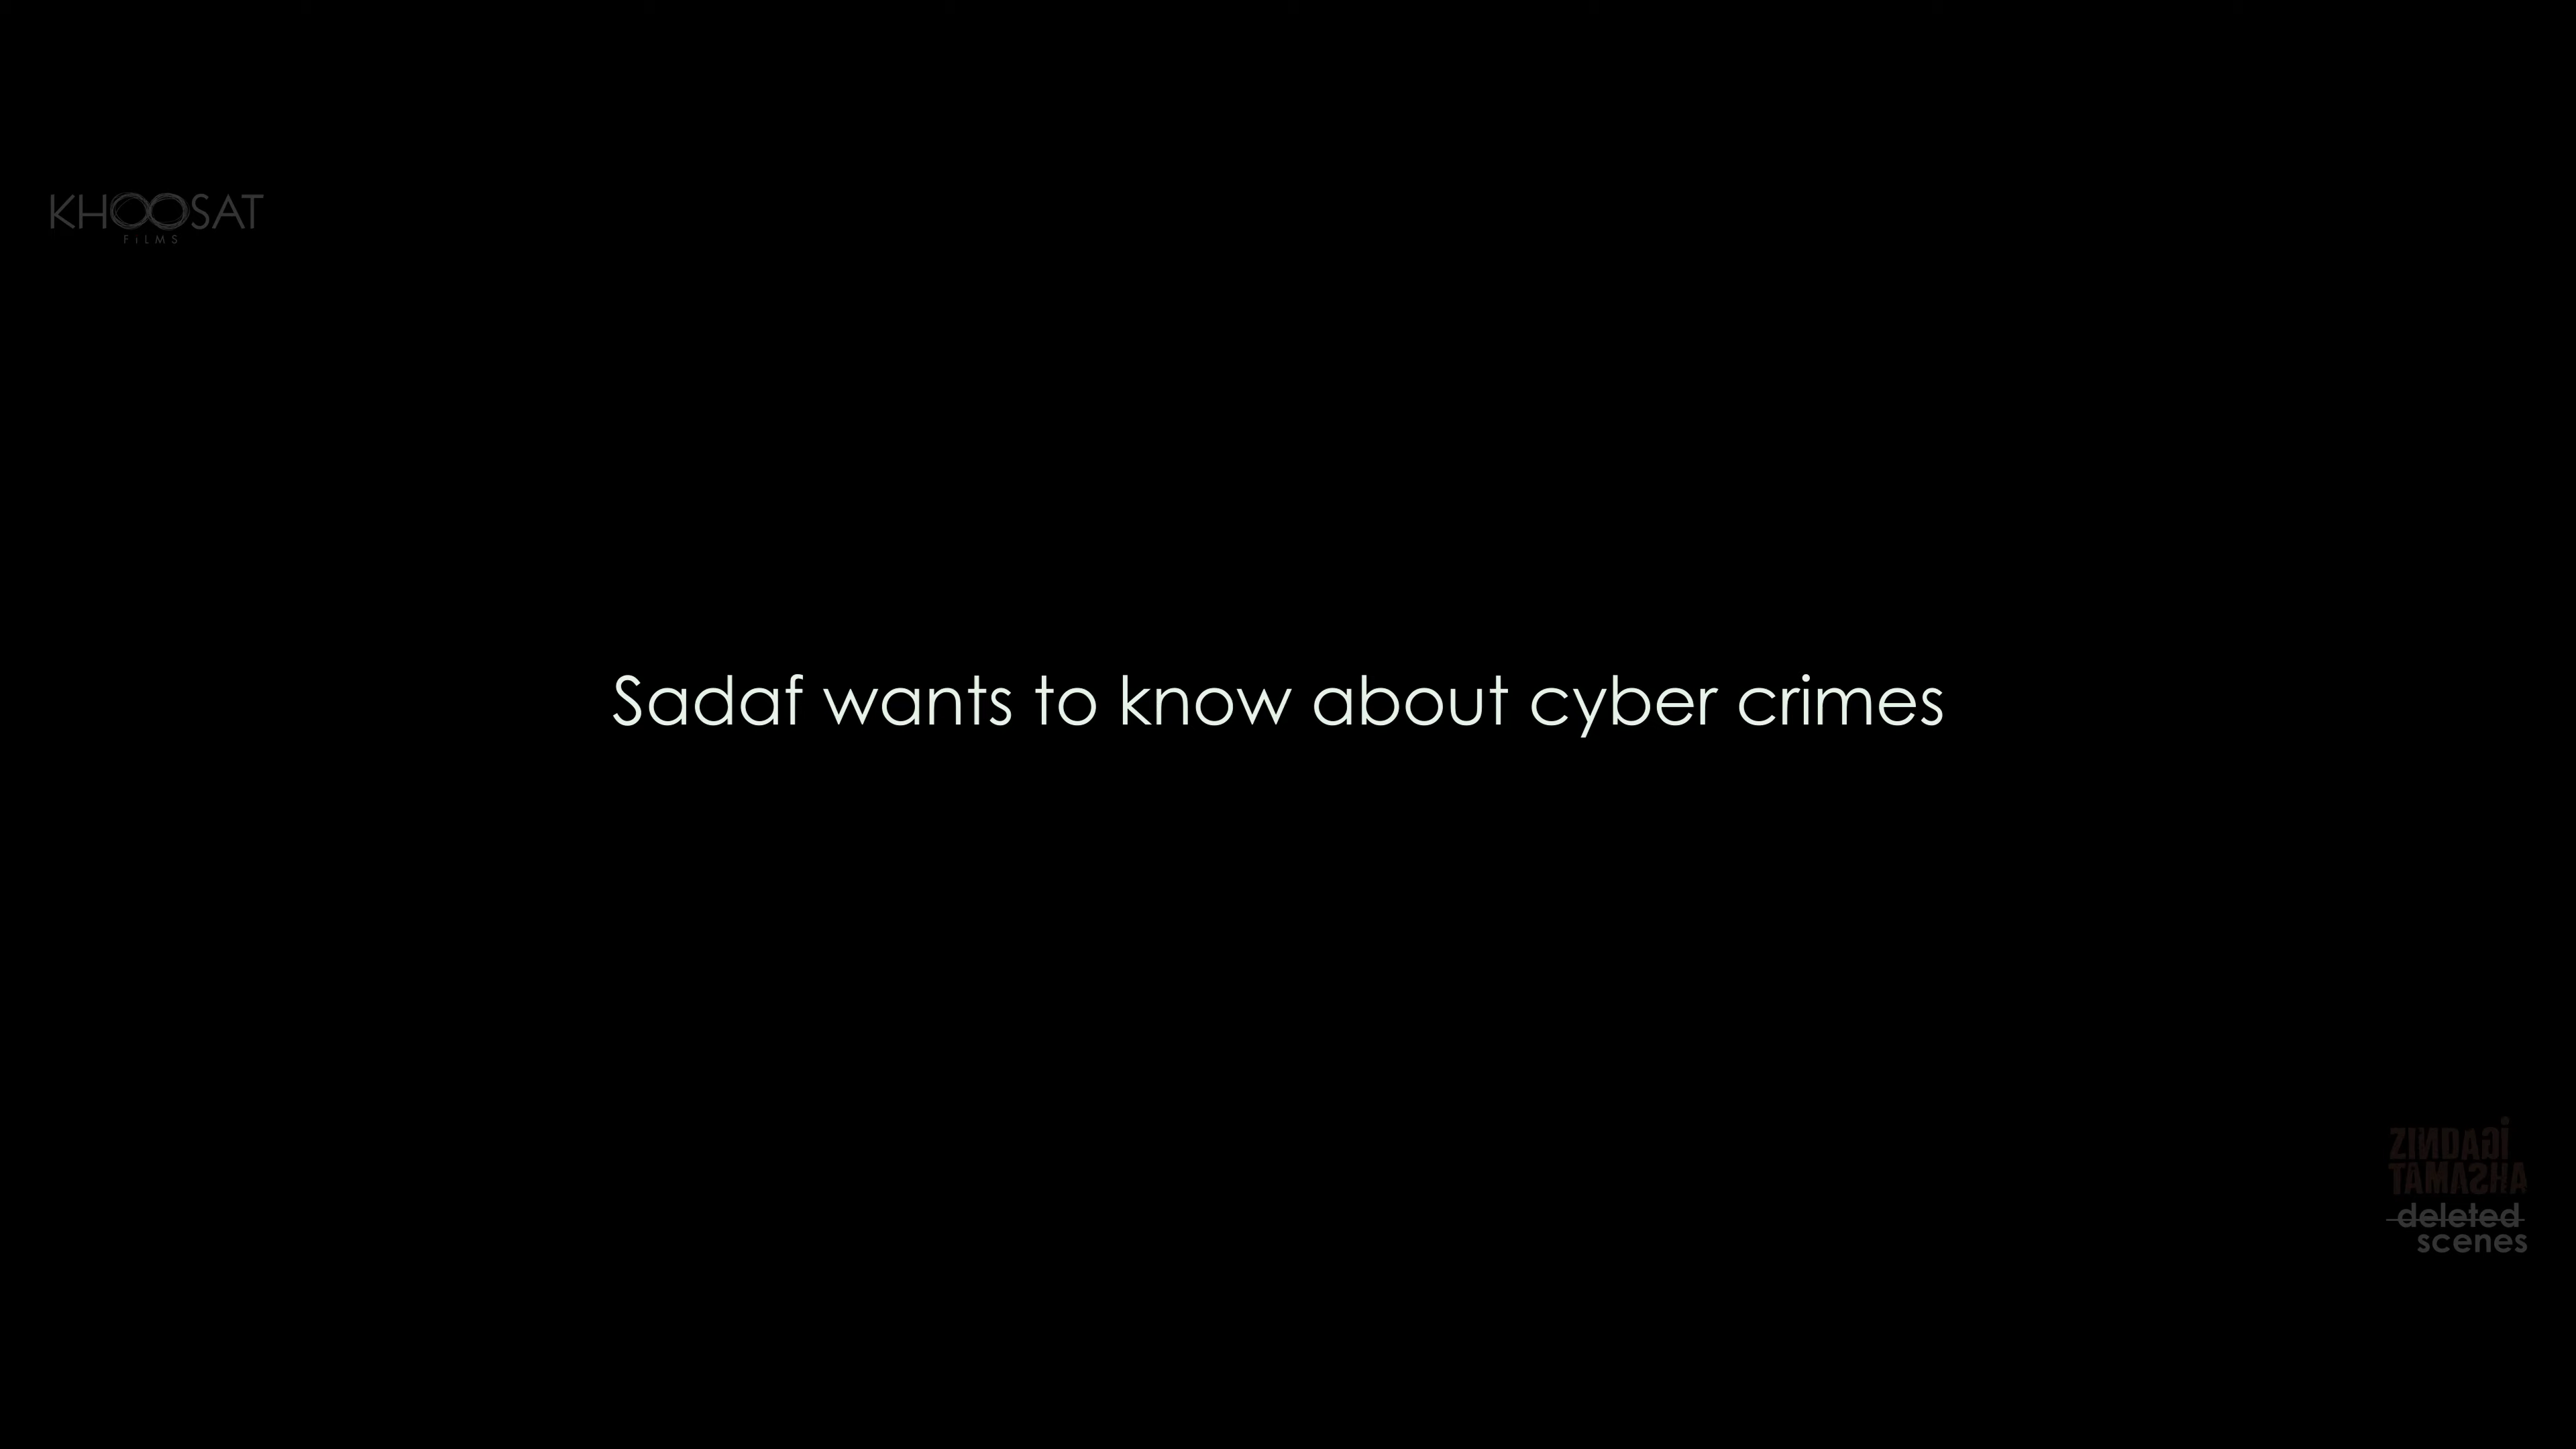 KHOOSAT
FiLMS
Sadaf wants to know about cyber crimes
ZINDAGi
TAMASHA
deleted
scenes